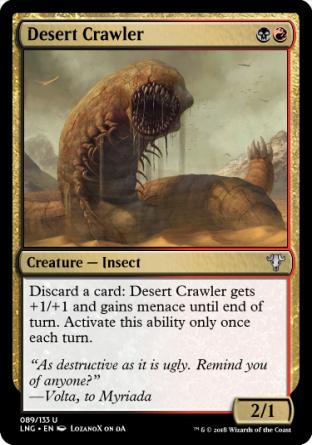 Desert Crawler
Creature — Insect
Discard a card: Desert Crawler gets
+1/+1 and gains menace until end of
turn. Activate this ability only once
each turn.
“As destructive as it is ugly. Remind you
of anyone?”
—Volta, to Myriada
2/1
089/133 U
LNG • EN LozanoX on dA
™ & © 2018 Wizards of the Coast